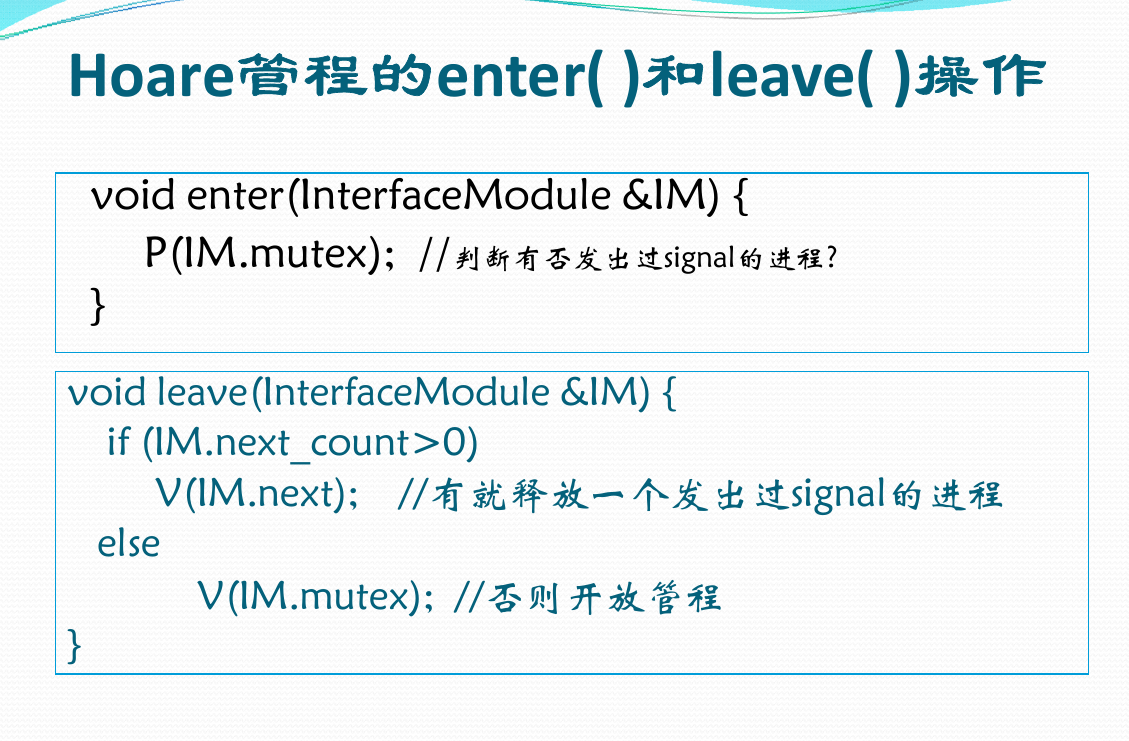 Hoare管程的enter( )和leave( )操作
void enter(InterfaceModule &IM) {
P(IM.mutex); //判断有否发出过signal的进程?
}
void leave(InterfaceModule &IM) {
if (IM.next_count>0)
V(IM.next); //有就释放一个发出过signal的进程
else
V(IM.mutex); //否则开放管程
}